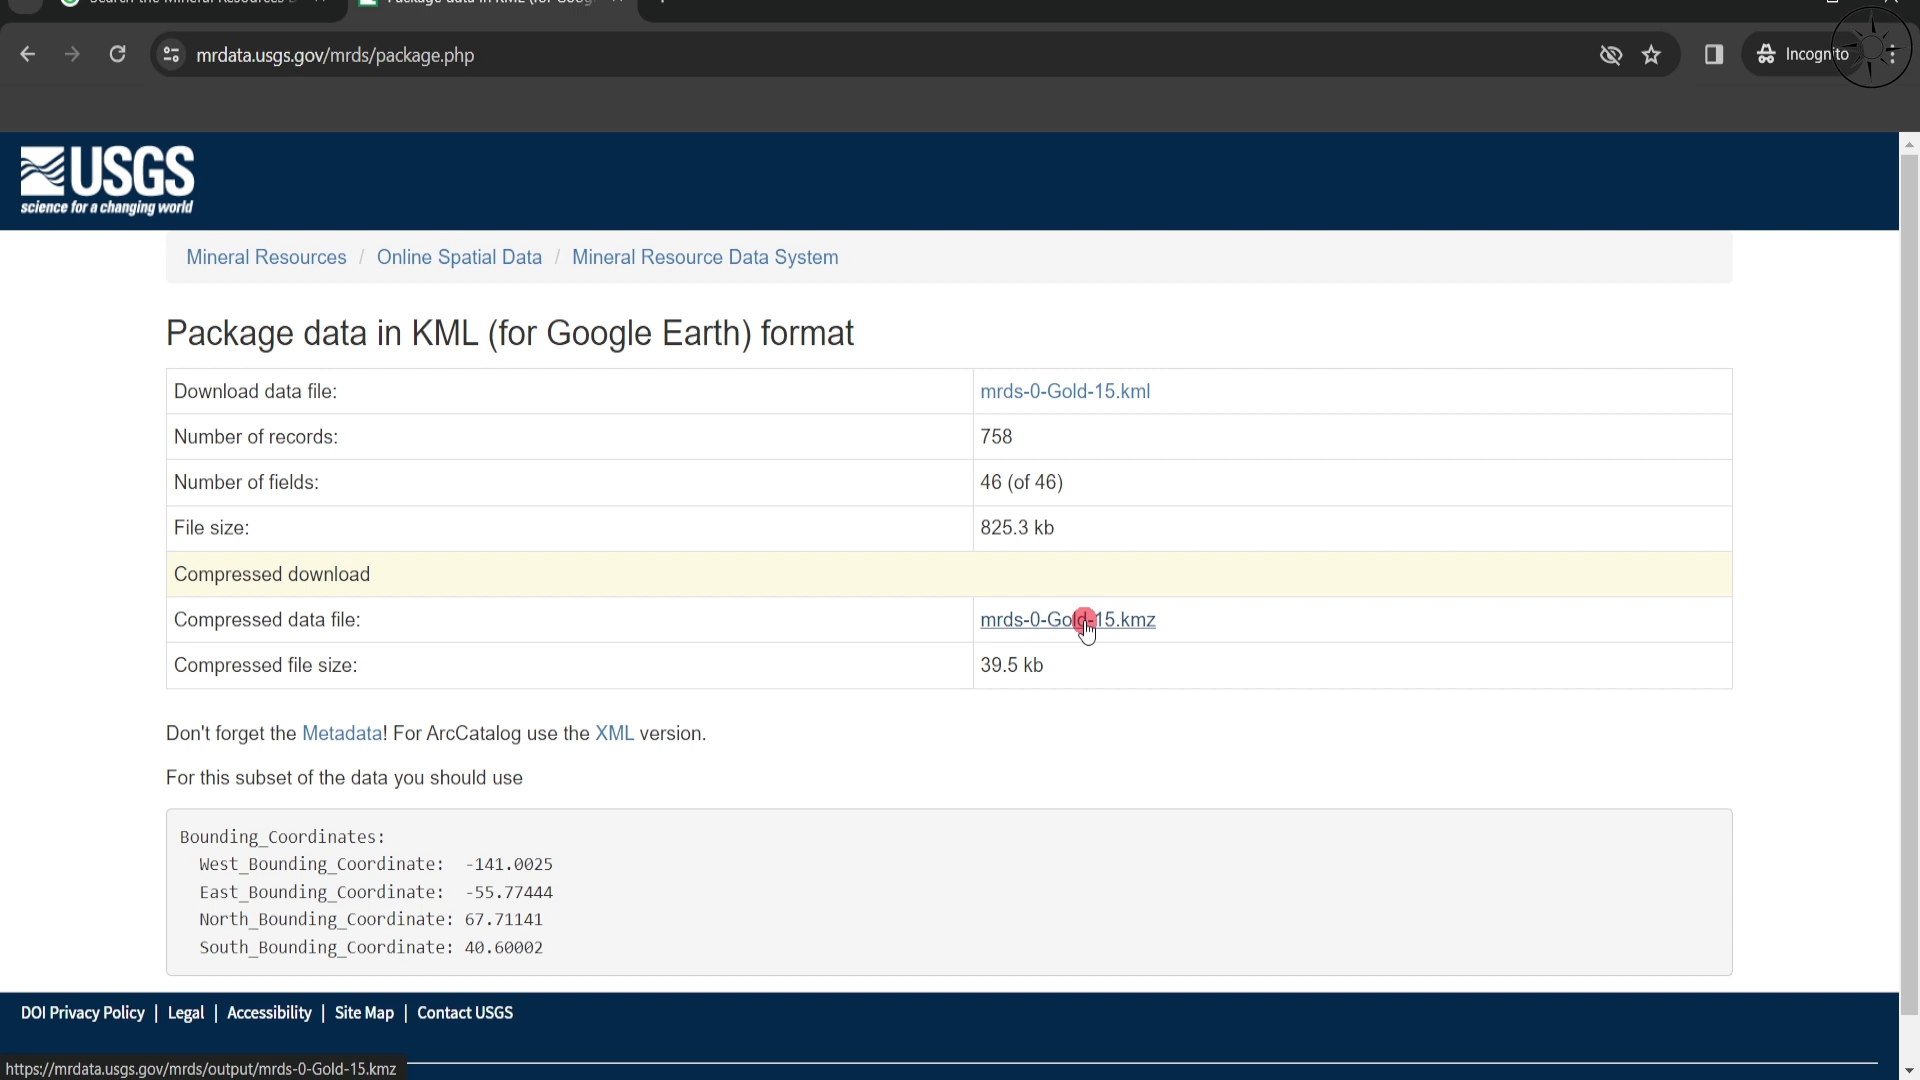 mrdata.usgs.gov/mrds/package.php
Incognito
USGS
science for a changing world
Mineral Resources / Online Spatial Data / Mineral Resource Data System
Package data in KML (for Google Earth) format
Download data file: mrds-0-Gold-15.kml
Number of records: 758
Number of fields: 46 (of 46)
File size: 825.3 kb
Compressed download
Compressed data file: mrds-0-Gold-15.kmz
Compressed file size: 39.5 kb
Don't forget the Metadata! For ArcCatalog use the XML version.
For this subset of the data you should use
Bounding_Coordinates:
West_Bounding_Coordinate: -141.0025
East_Bounding_Coordinate: -55.77444
North_Bounding_Coordinate: 67.71141
South_Bounding_Coordinate: 40.60002
DOI Privacy Policy | Legal | Accessibility | Site Map | Contact USGS
https://mrdata.usgs.gov/mrds/output/mrds-0-Gold-15.kmz